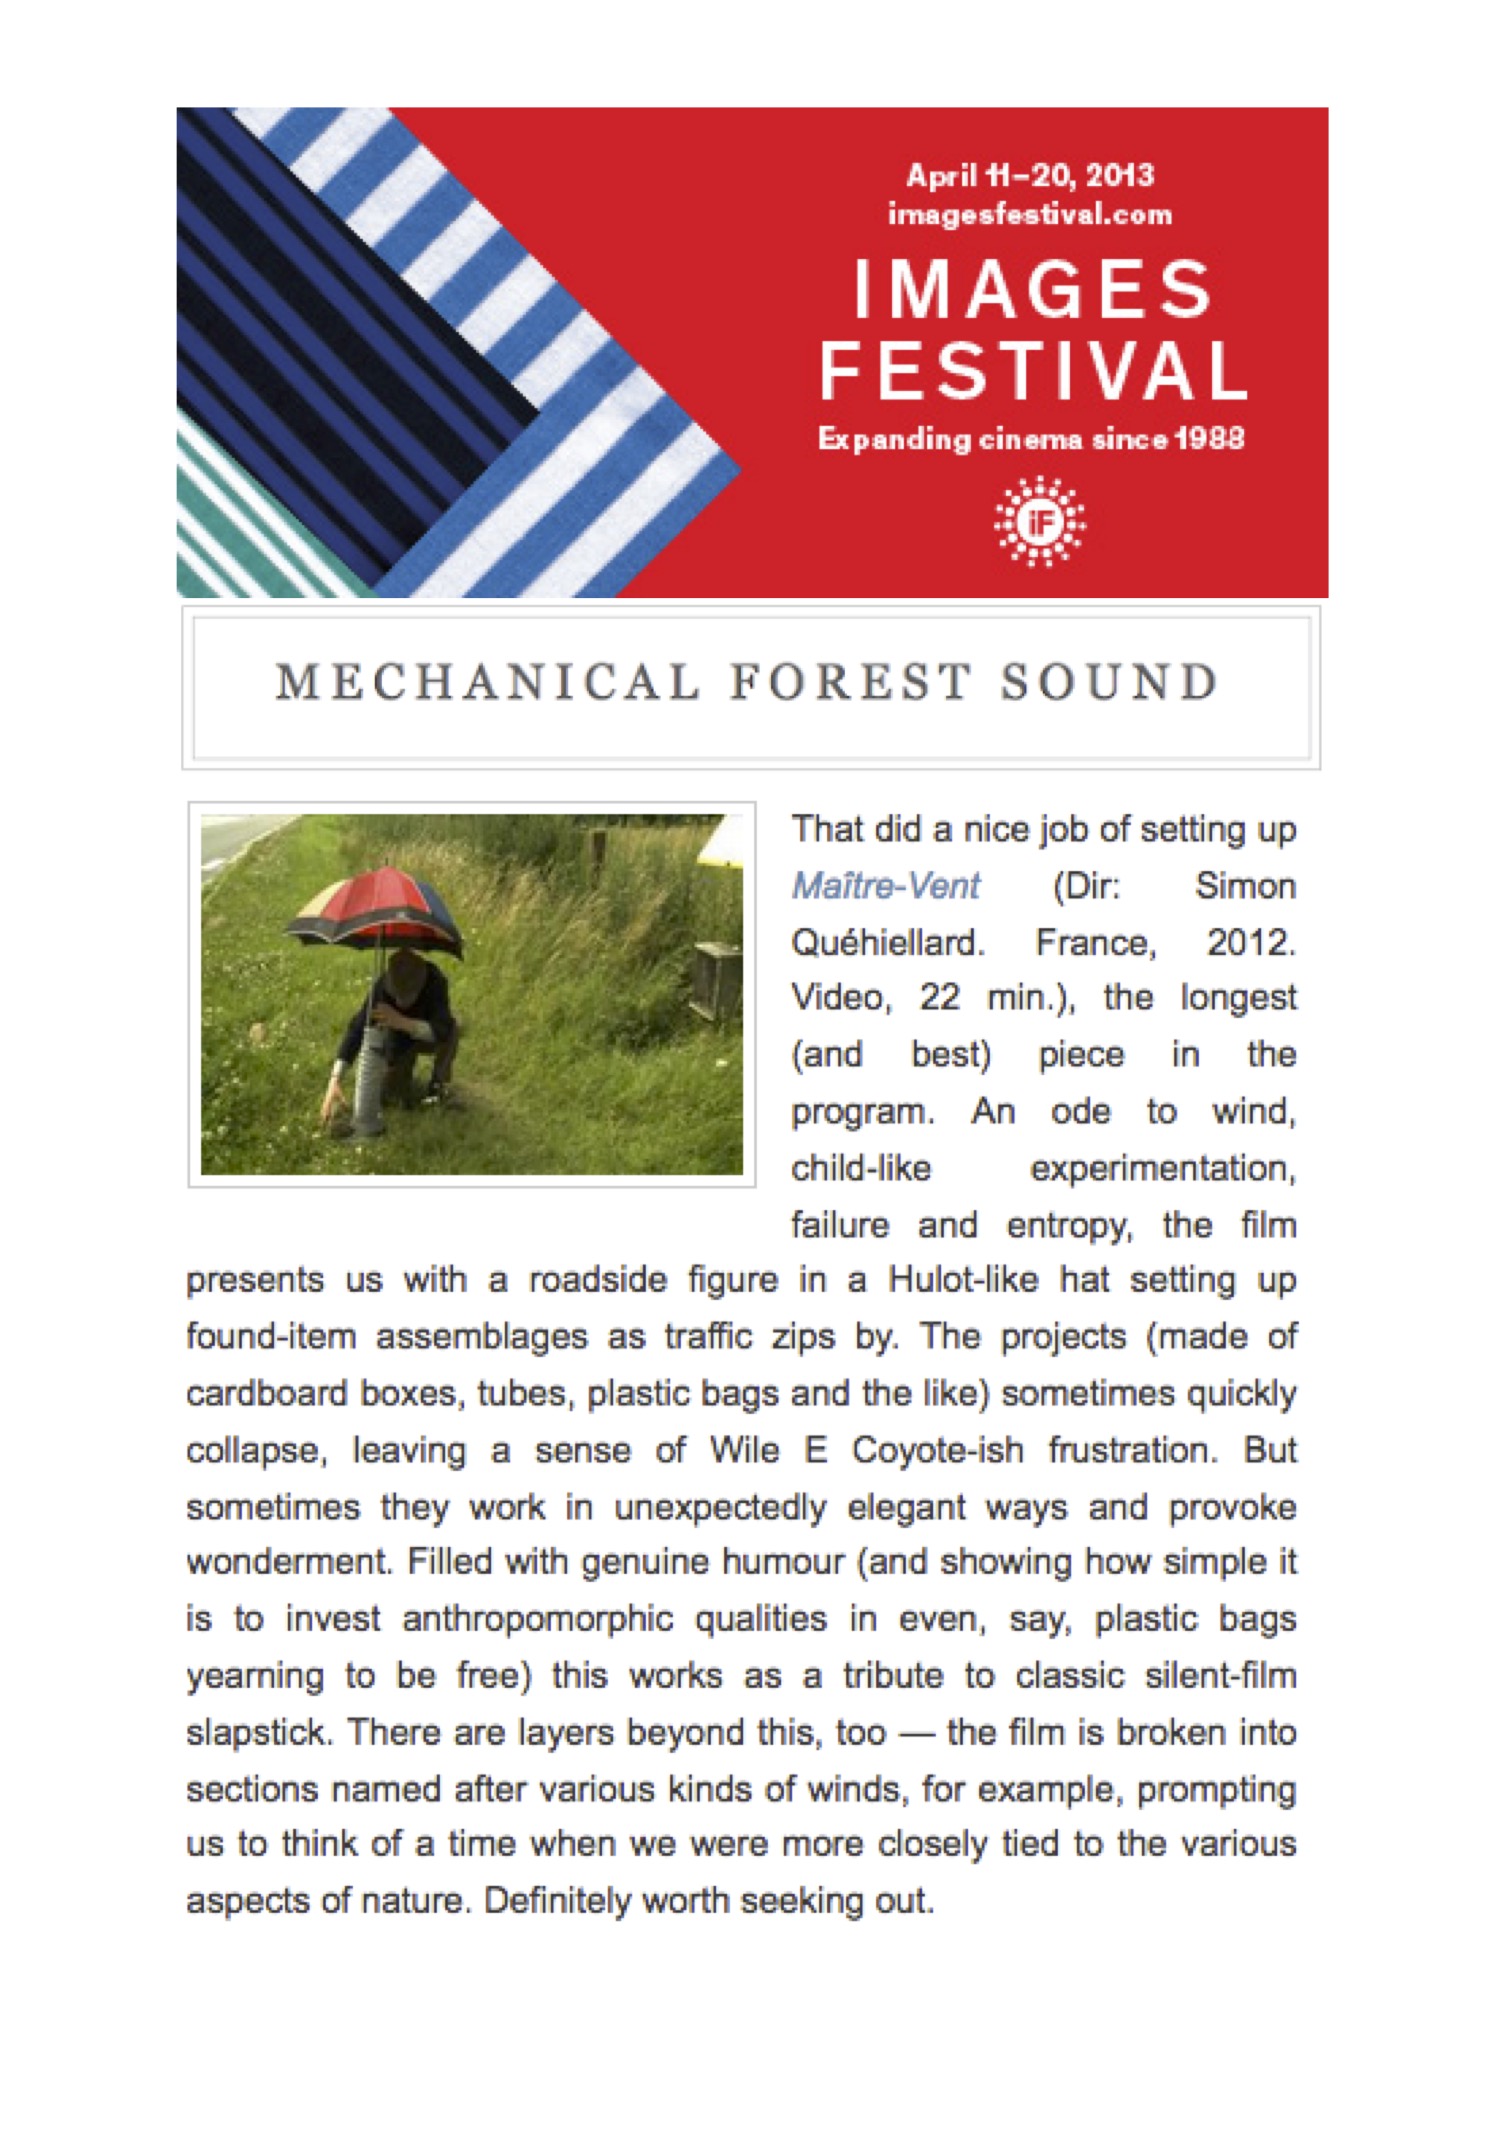 April 11–20, 2013
imagesfestival.com
IMAGES
FESTIVAL
Expanding cinema since 1988
iF
MECHANICAL FOREST SOUND
That did a nice job of setting up
Maître-Vent (Dir: Simon
Quéhiellard. France, 2012.
Video, 22 min.), the longest
(and best) piece in the
program. An ode to wind,
child-like experimentation,
failure and entropy, the film
presents us with a roadside figure in a Hulot-like hat setting up
found-item assemblages as traffic zips by. The projects (made of
cardboard boxes, tubes, plastic bags and the like) sometimes quickly
collapse, leaving a sense of Wile E Coyote-ish frustration. But
sometimes they work in unexpectedly elegant ways and provoke
wonderment. Filled with genuine humour (and showing how simple it
is to invest anthropomorphic qualities in even, say, plastic bags
yearning to be free) this works as a tribute to classic silent-film
slapstick. There are layers beyond this, too — the film is broken into
sections named after various kinds of winds, for example, prompting
us to think of a time when we were more closely tied to the various
aspects of nature. Definitely worth seeking out.